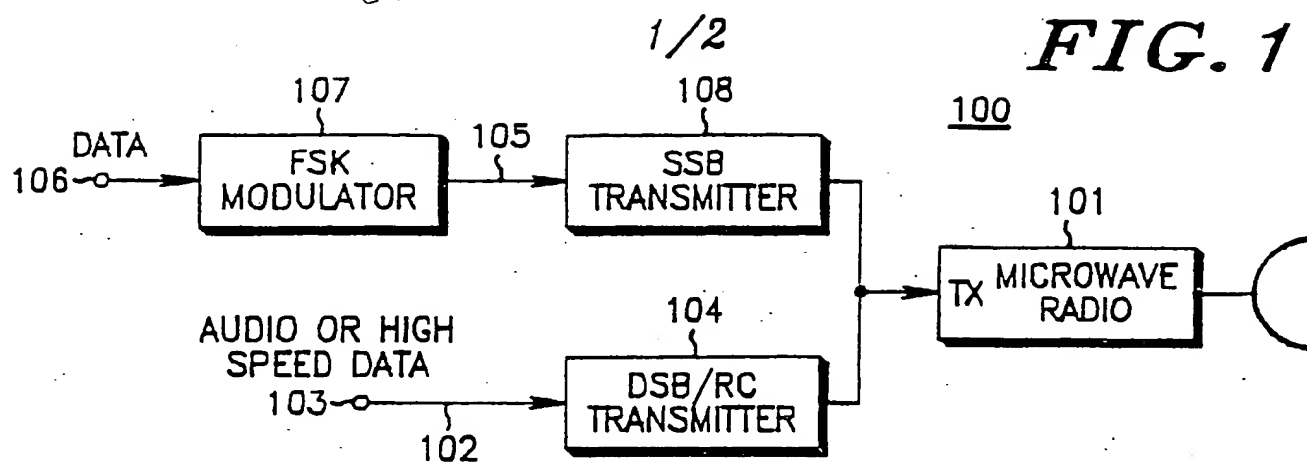 1/2
FIG. 1
100
107
108
105
DATA
106
FSK
MODULATOR
SSB
TRANSMITTER
101
TX
MICROWAVE
RADIO
AUDIO OR HIGH
SPEED DATA
103
102
104
DSB/RC
TRANSMITTER